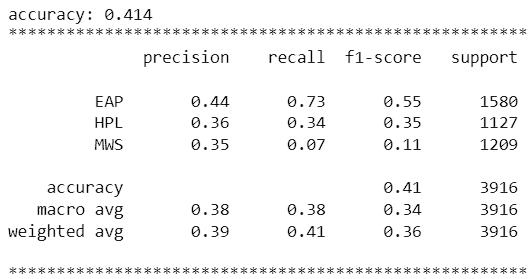 accuracy: 0.414
*****************************************************
precision recall f1-score support
EAP 0.44 0.73 0.55 1580
HPL 0.36 0.34 0.35 1127
MWS 0.35 0.07 0.11 1209
accuracy 0.41 3916
macro avg 0.38 0.38 0.34 3916
weighted avg 0.39 0.41 0.36 3916
*****************************************************